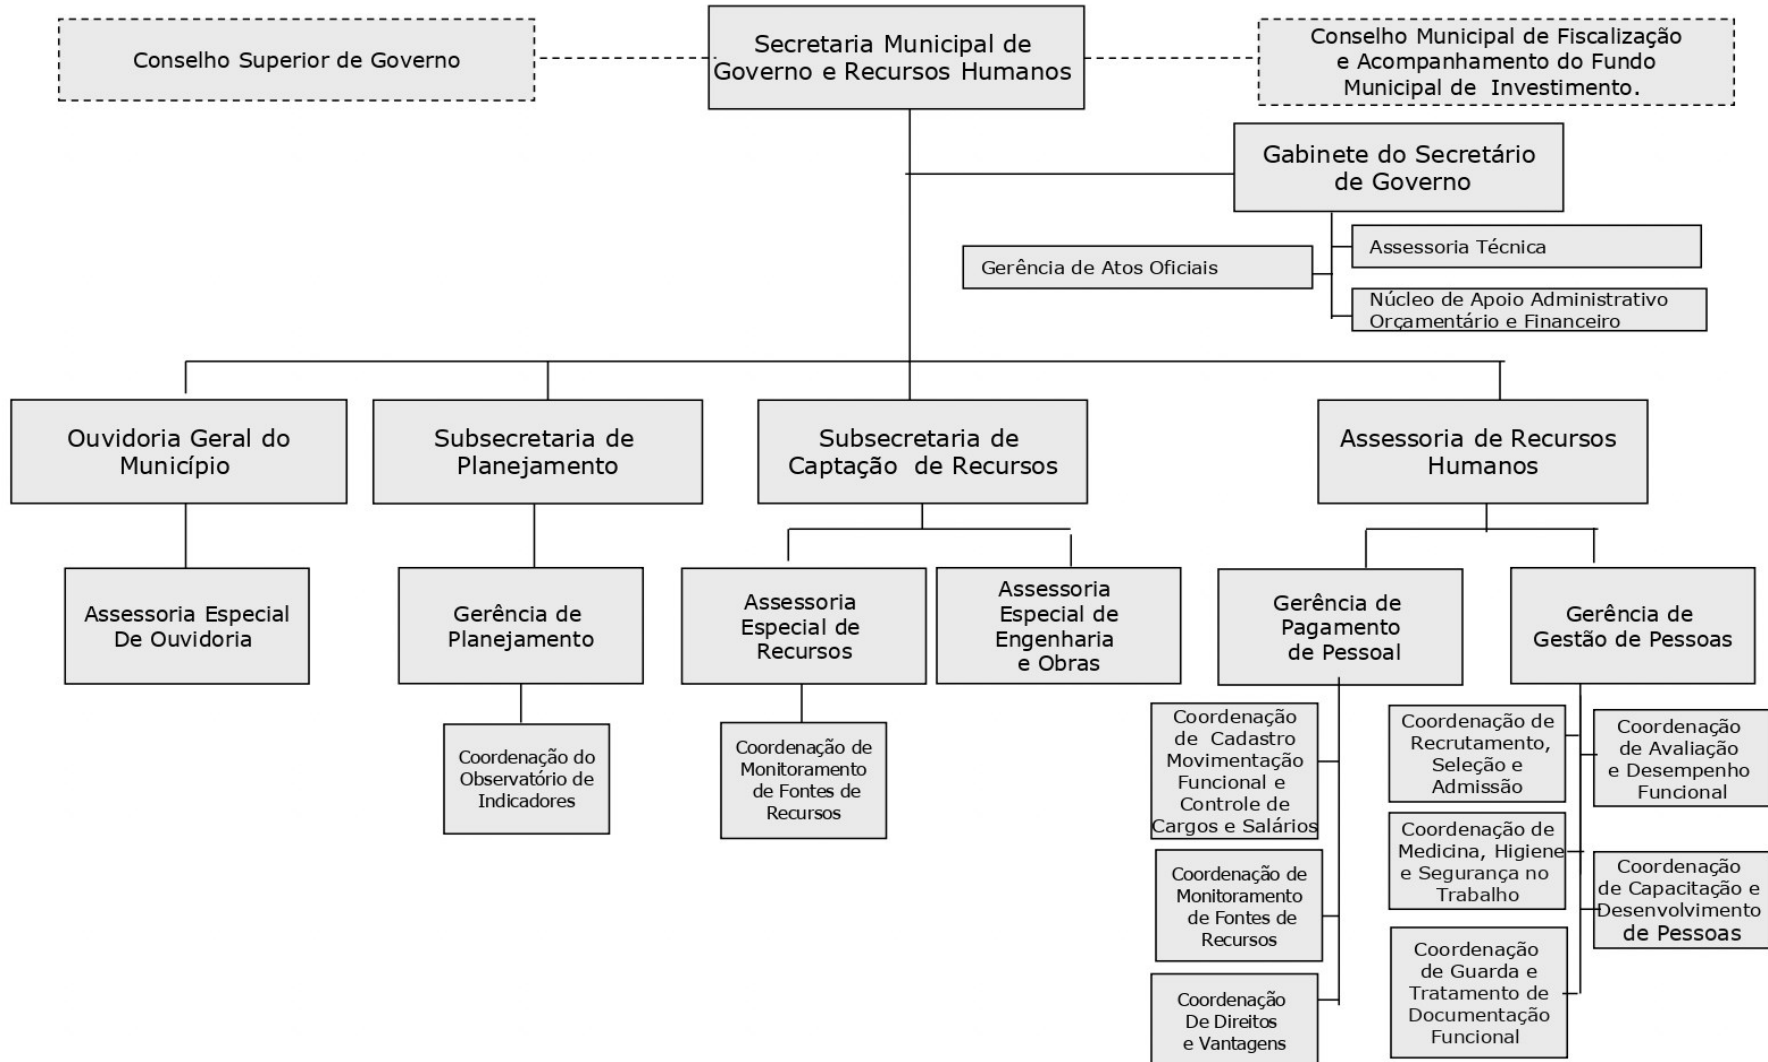 Conselho Superior de Governo
Secretaria Municipal de
Governo e Recursos Humanos
Conselho Municipal de Fiscalização
e Acompanhamento do Fundo
Municipal de Investimento.
Gabinete do Secretário
de Governo
Assessoria Técnica
Gerência de Atos Oficiais
Núcleo de Apoio Administrativo
Orçamentário e Financeiro
Ouvidoria Geral do
Município
Subsecretaria de
Planejamento
Subsecretaria de
Captação de Recursos
Assessoria de Recursos
Humanos
Assessoria Especial
De Ouvidoria
Gerência de
Planejamento
Assessoria
Especial de
Recursos
Assessoria
Especial de
Engenharia
e Obras
Gerência de
Pagamento
de Pessoal
Gerência de
Gestão de Pessoas
Coordenação do
Observatório de
Indicadores
Coordenação de
Monitoramento
de Fontes de
Recursos
Coordenação
de Cadastro
Movimentação
Funcional e
Controle de
Cargos e Salários
Coordenação de
Monitoramento
de Fontes de
Recursos
Coordenação
De Direitos
e Vantagens
Coordenação de
Recrutamento,
Seleção e
Admissão
Coordenação
de Avaliação
e Desempenho
Funcional
Coordenação de
Medicina, Higiene
e Segurança no
Trabalho
Coordenação
de Capacitação e
Desenvolvimento
de Pessoas
Coordenação
de Guarda e
Tratamento de
Documentação
Funcional